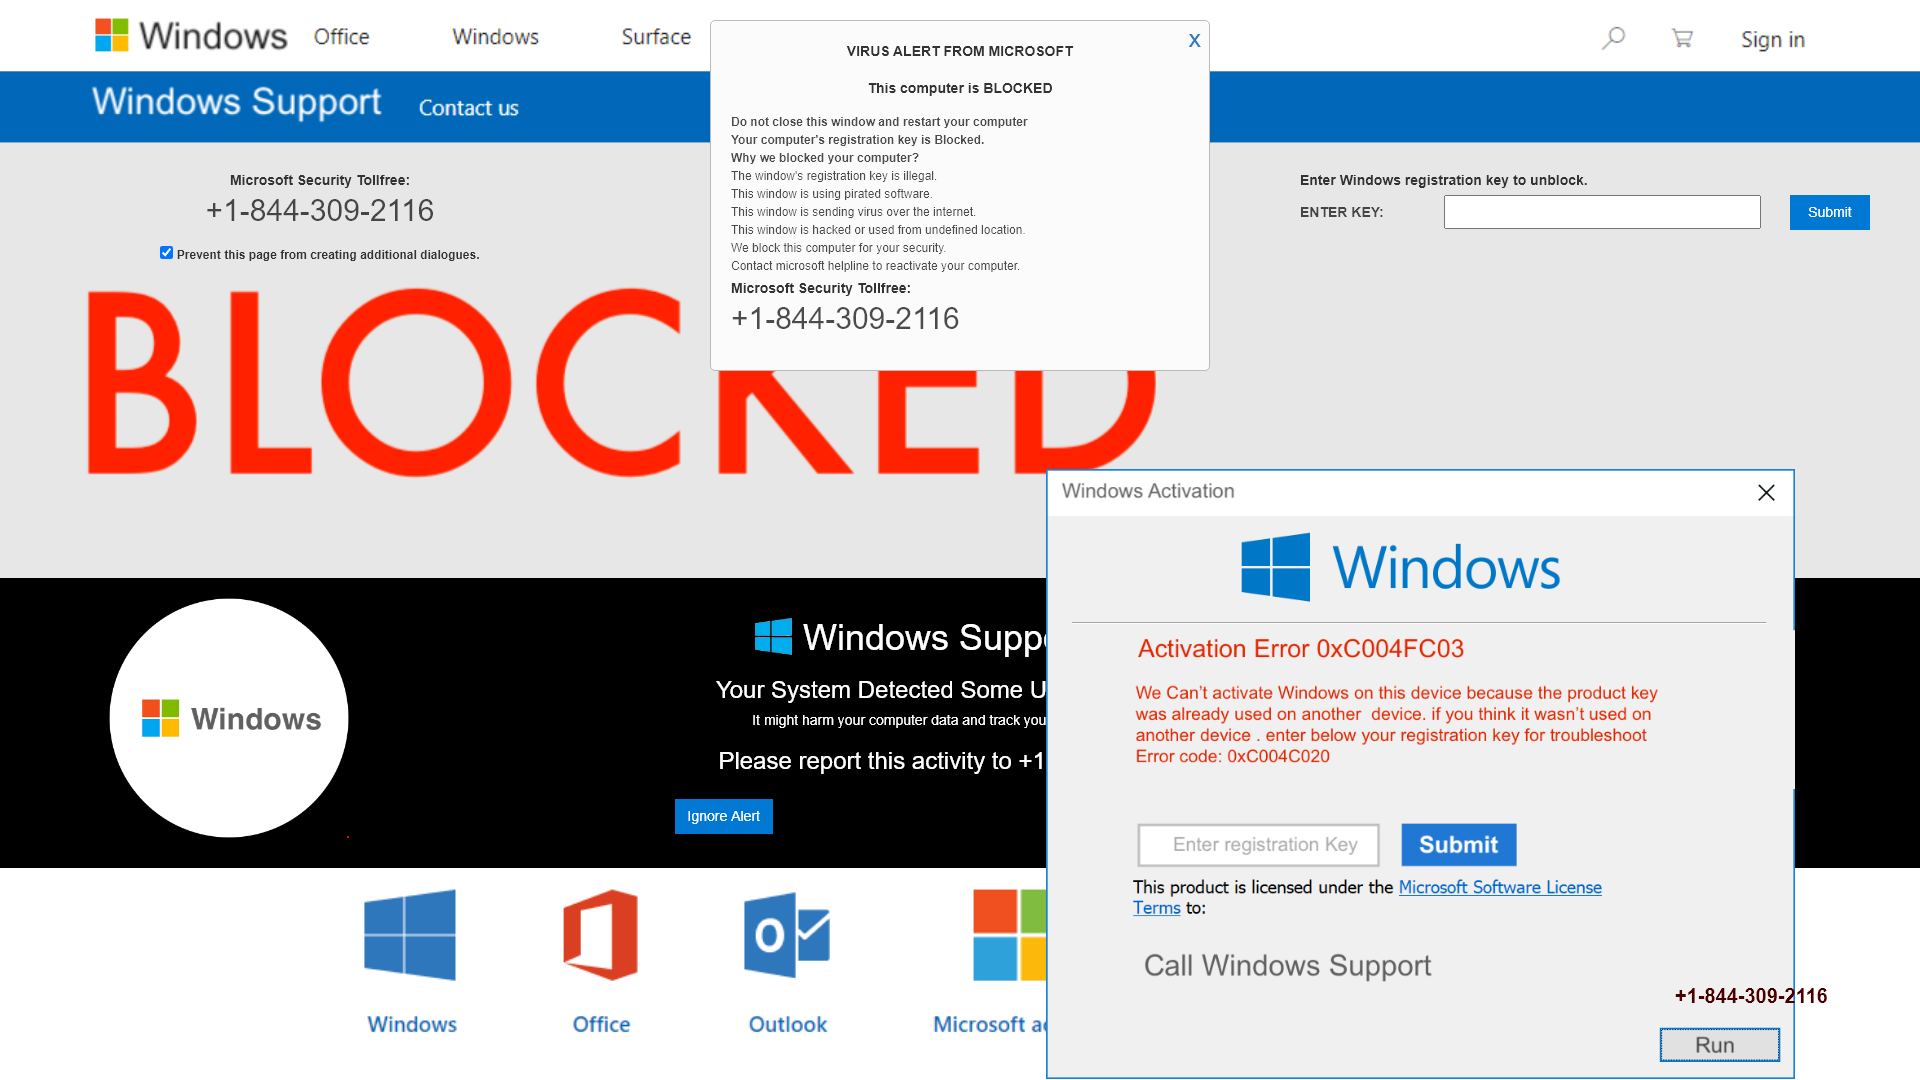 Windows Office Windows Surface Sign in
Windows Support Contact us
VIRUS ALERT FROM MICROSOFT
X
This computer is BLOCKED
Do not close this window and restart your computer
Your computer's registration key is Blocked.
Why we blocked your computer?
The window's registration key is illegal.
This window is using pirated software.
This window is sending virus over the internet.
This window is hacked or used from undefined location.
We block this computer for your security.
Contact microsoft helpline to reactivate your computer.
Microsoft Security Tollfree:
+1-844-309-2116
Microsoft Security Tollfree:
+1-844-309-2116
Prevent this page from creating additional dialogues.
Enter Windows registration key to unblock.
ENTER KEY:
Submit
BLOCKED
Windows
Windows Supp
Your System Detected Some U
It might harm your computer data and track you
Please report this activity to +1
Ignore Alert
Windows
Office
Outlook
Microsoft a
Windows Activation
Windows
Activation Error 0xC004FC03
We Can't activate Windows on this device because the product key
was already used on another device. if you think it wasn't used on
another device . enter below your registration key for troubleshoot
Error code: 0xC004C020
Enter registration Key
Submit
This product is licensed under the Microsoft Software License
Terms to:
Call Windows Support
+1-844-309-2116
Run